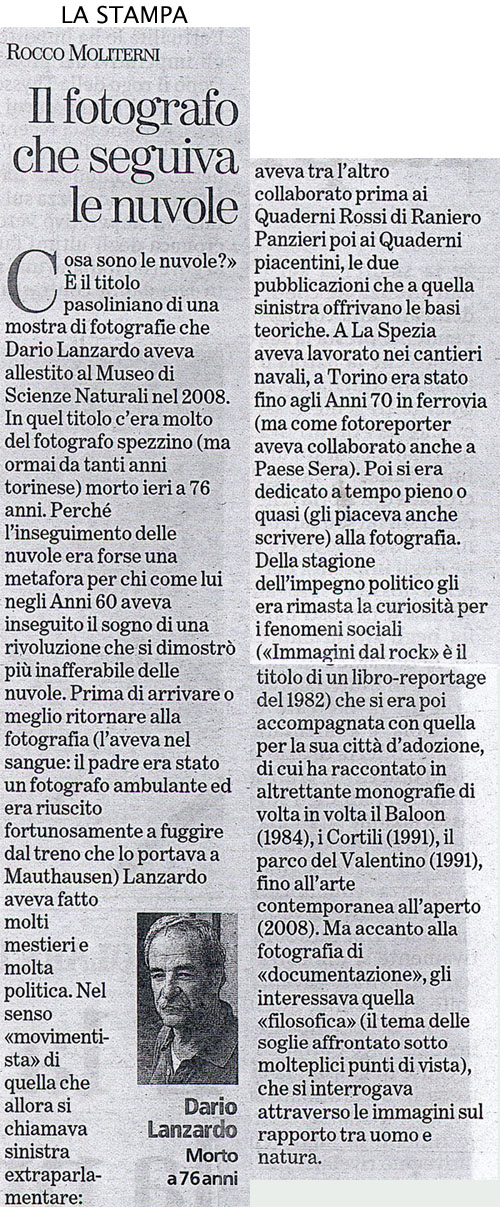 LA STAMPA
ROCCO MOLITERNI
Il fotografo
che seguiva
le nuvole
Cosa sono le nuvole?»
È il titolo
pasoliniano di una
mostra di fotografie che
Dario Lanzardo aveva
allestito al Museo di
Scienze Naturali nel 2008.
In quel titolo c'era molto
del fotografo spezzino (ma
ormai da tanti anni
torinese) morto ieri a 76
anni. Perché
l'inseguimento delle
nuvole era forse una
metafora per chi come lui
negli Anni 60 aveva
inseguito il sogno di una
rivoluzione che si dimostrò
più inafferabile delle
nuvole. Prima di arrivare o
meglio ritornare alla
fotografia (l'aveva nel
sangue: il padre era stato
un fotografo ambulante ed
era riuscito
fortunosamente a fuggire
dal treno che lo portava a
Mauthausen) Lanzardo
aveva fatto
molti
mestieri e
molta
politica. Nel
senso
«movimenti-
sta» di
quella che
allora si
chiamava
sinistra
extraparla-
mentare:
Dario
Lanzardo
Morto
a 76 anni
aveva tra l'altro
collaborato prima ai
Quaderni Rossi di Raniero
Panzieri poi ai Quaderni
piacentini, le due
pubblicazioni che a quella
sinistra offrivano le basi
teoriche. A La Spezia
aveva lavorato nei cantieri
navali, a Torino era stato
fino agli Anni 70 in ferrovia
(ma come fotoreporter
aveva collaborato anche a
Paese Sera). Poi si era
dedicato a tempo pieno o
quasi (gli piaceva anche
scrivere) alla fotografia.
Della stagione
dell'impegno politico gli
era rimasta la curiosità per
i fenomeni sociali
(«Immagini dal rock» è il
titolo di un libro-reportage
del 1982) che si era poi
accompagnata con quella
per la sua città d'adozione,
di cui ha raccontato in
altrettante monografie di
volta in volta il Baloon
(1984), i Cortili (1991), il
parco del Valentino (1991),
fino all'arte
contemporanea all'aperto
(2008). Ma accanto alla
fotografia di
«documentazione», gli
interessava quella
«filosofica» (il tema delle
soglie affrontato sotto
molteplici punti di vista),
che si interrogava
attraverso le immagini sul
rapporto tra uomo e
natura.